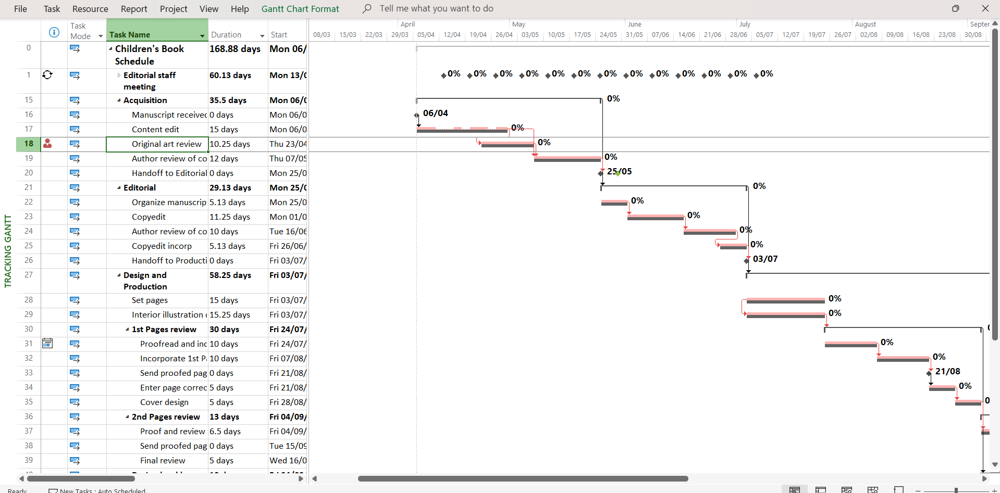 File Task Resource Report Project View Help Gantt Chart Format Tell me what you want to do
Task Mode Task Name Duration Start
April May June July August Septer
08/03 15/03 22/03 29/03 05/04 12/04 19/04 26/04 03/05 10/05 17/05 24/05 31/05 07/06 14/06 21/06 28/06 05/07 12/07 19/07 26/07 02/08 09/08 16/08 23/08 30/08
0 Children's Book Schedule 168.88 days Mon 06/
1 Editorial staff meeting 60.13 days Mon 13/0
0% 0% 0% 0% 0% 0% 0% 0% 0% 0% 0% 0% 0%
15 Acquisition 35.5 days Mon 06/0 0%
16 Manuscript received 0 days Mon 06/0 06/04
17 Content edit 15 days Mon 06/0 0%
18 Original art review 10.25 days Thu 23/04 0%
19 Author review of co 12 days Thu 07/05 0%
20 Handoff to Editorial 0 days Mon 25/0 25/05
21 Editorial 29.13 days Mon 25/0 0%
22 Organize manuscrip 5.13 days Mon 25/0 0%
23 Copyedit 11.25 days Mon 01/0 0%
24 Author review of co 10 days Tue 16/06 0%
25 Copyedit incorp 5.13 days Fri 26/06/ 0%
26 Handoff to Producti 0 days Fri 03/07/ 03/07
27 Design and Production 58.25 days Fri 03/07/
28 Set pages 15 days Fri 03/07/ 0%
29 Interior illustration 15.25 days Fri 03/07/ 0%
30 1st Pages review 30 days Fri 24/07/
31 Proofread and inc 10 days Fri 24/07/ 0%
32 Incorporate 1st P 10 days Fri 07/08/ 0%
33 Send proofed pag 0 days Fri 21/08/ 21/08
34 Enter page correc 5 days Fri 21/08/ 0%
35 Cover design 5 days Fri 28/08/ 0
36 2nd Pages review 13 days Fri 04/09/
37 Proof and review 6.5 days Fri 04/09/
38 Send proofed pag 0 days Tue 15/09
39 Final review 5 days Wed 16/0
TRACKING GANTT
Ready New Tasks : Auto Scheduled